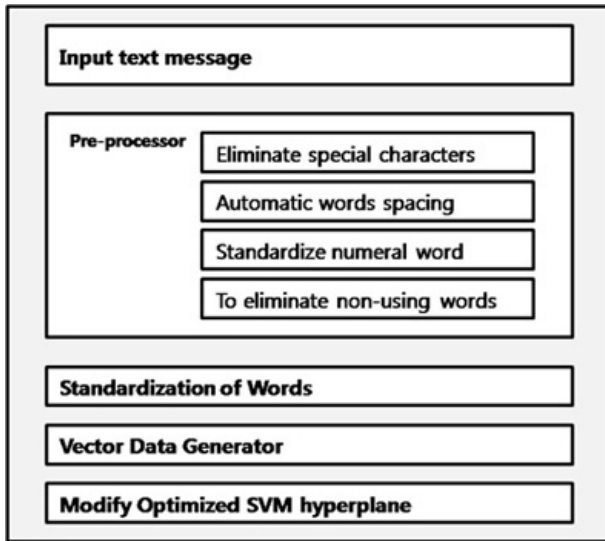 Input text message
Pre-processor
Eliminate special characters
Automatic words spacing
Standardize numeral word
To eliminate non-using words
Standardization of Words
Vector Data Generator
Modify Optimized SVM hyperplane